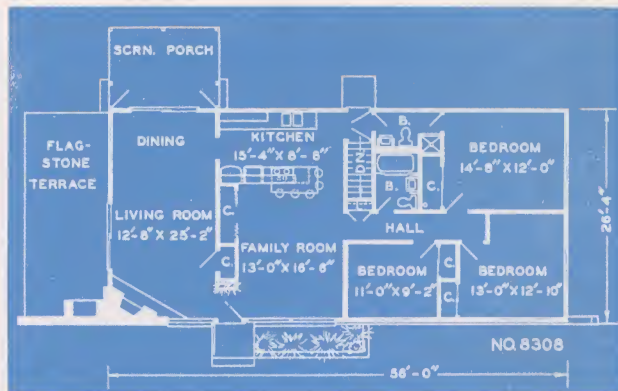 SCRN. PORCH
FLAG-
STONE
TERRACE
DINING
KITCHEN
15'-4" X 8'-6"
DN.
B.
B.
C.
BEDROOM
14'-8" X 12'-0"
26'-4"
C.
LIVING ROOM
12'-8" X 25'-2"
C.
FAMILY ROOM
13'-0" X 16'-6"
HALL
BEDROOM
11'-0" X 9'-2"
C.
C.
BEDROOM
13'-0" X 12'-10"
NO. 8308
56'-0"